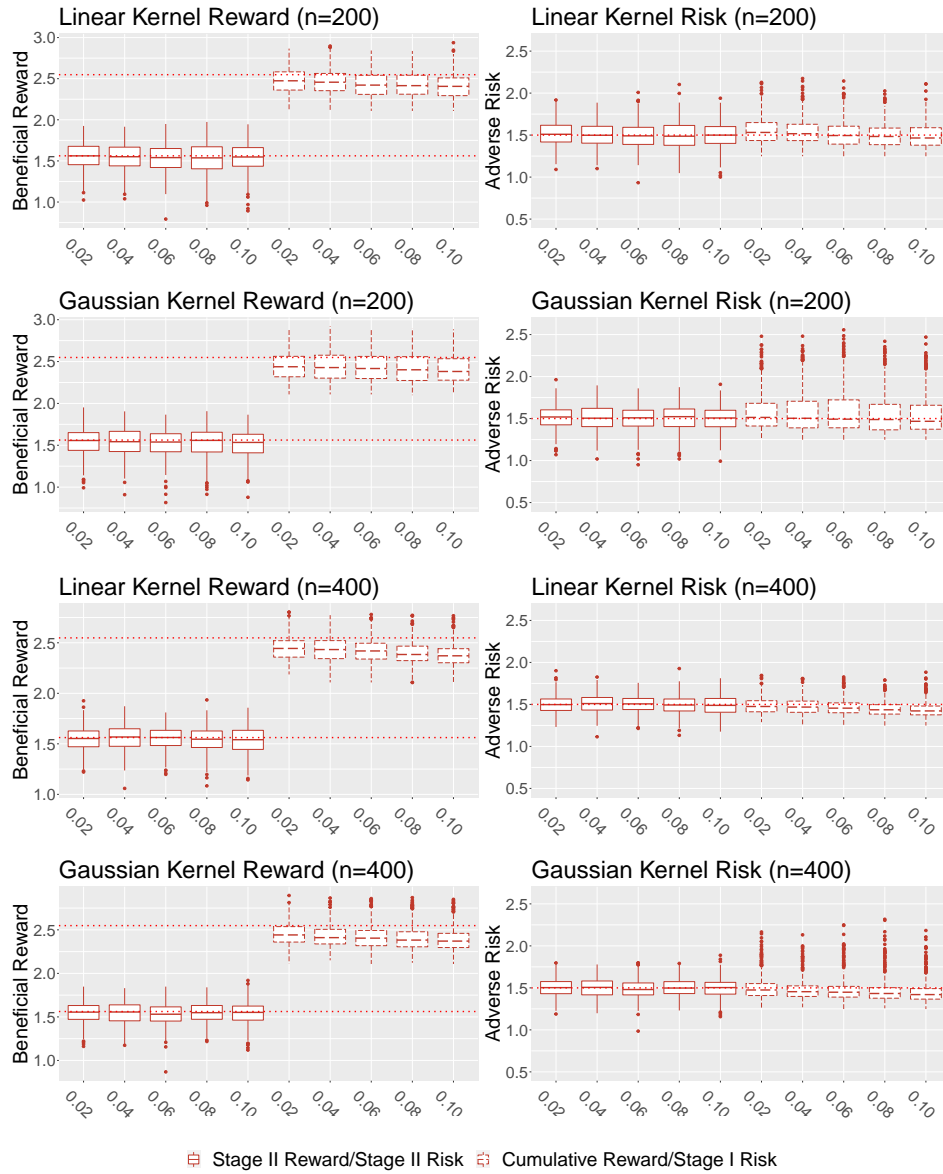 Linear Kernel Reward (n=200)
Beneficial Reward
3.0
2.5
2.0
1.5
1.0
0.02 0.04 0.06 0.08 0.10 0.02 0.04 0.06 0.08 0.10
Linear Kernel Risk (n=200)
Adverse Risk
2.5
2.0
1.5
1.0
0.5
0.02 0.04 0.06 0.08 0.10 0.02 0.04 0.06 0.08 0.10
Gaussian Kernel Reward (n=200)
Beneficial Reward
3.0
2.5
2.0
1.5
1.0
0.02 0.04 0.06 0.08 0.10 0.02 0.04 0.06 0.08 0.10
Gaussian Kernel Risk (n=200)
Adverse Risk
2.5
2.0
1.5
1.0
0.5
0.02 0.04 0.06 0.08 0.10 0.02 0.04 0.06 0.08 0.10
Linear Kernel Reward (n=400)
Beneficial Reward
2.5
2.0
1.5
1.0
0.02 0.04 0.06 0.08 0.10 0.02 0.04 0.06 0.08 0.10
Linear Kernel Risk (n=400)
Adverse Risk
2.5
2.0
1.5
1.0
0.5
0.02 0.04 0.06 0.08 0.10 0.02 0.04 0.06 0.08 0.10
Gaussian Kernel Reward (n=400)
Beneficial Reward
2.5
2.0
1.5
1.0
0.02 0.04 0.06 0.08 0.10 0.02 0.04 0.06 0.08 0.10
Gaussian Kernel Risk (n=400)
Adverse Risk
2.5
2.0
1.5
1.0
0.5
0.02 0.04 0.06 0.08 0.10 0.02 0.04 0.06 0.08 0.10
Stage II Reward/Stage II Risk Cumulative Reward/Stage I Risk